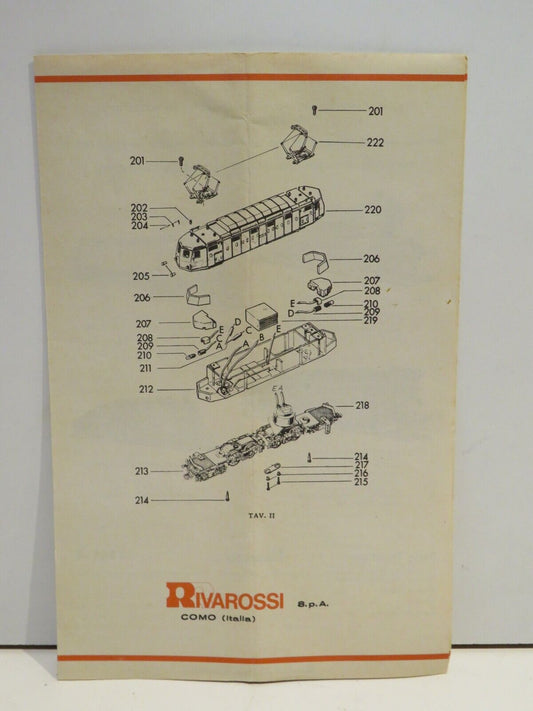 201
222
201
202
203
204
220
205
206
206
207
208
E
210
D
209
219
207
D
E
C
208
209
C
A
B
E
210
211
212
E A
218
213
214
217
216
215
214
TAV. II
RIVAROSSI S.p.A.
COMO (Italia)